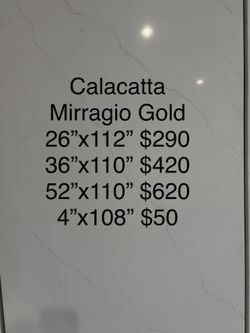 Calacatta
Mirragio Gold
26”x112” $290
36”x110” $420
52”x110” $620
4”x108” $50